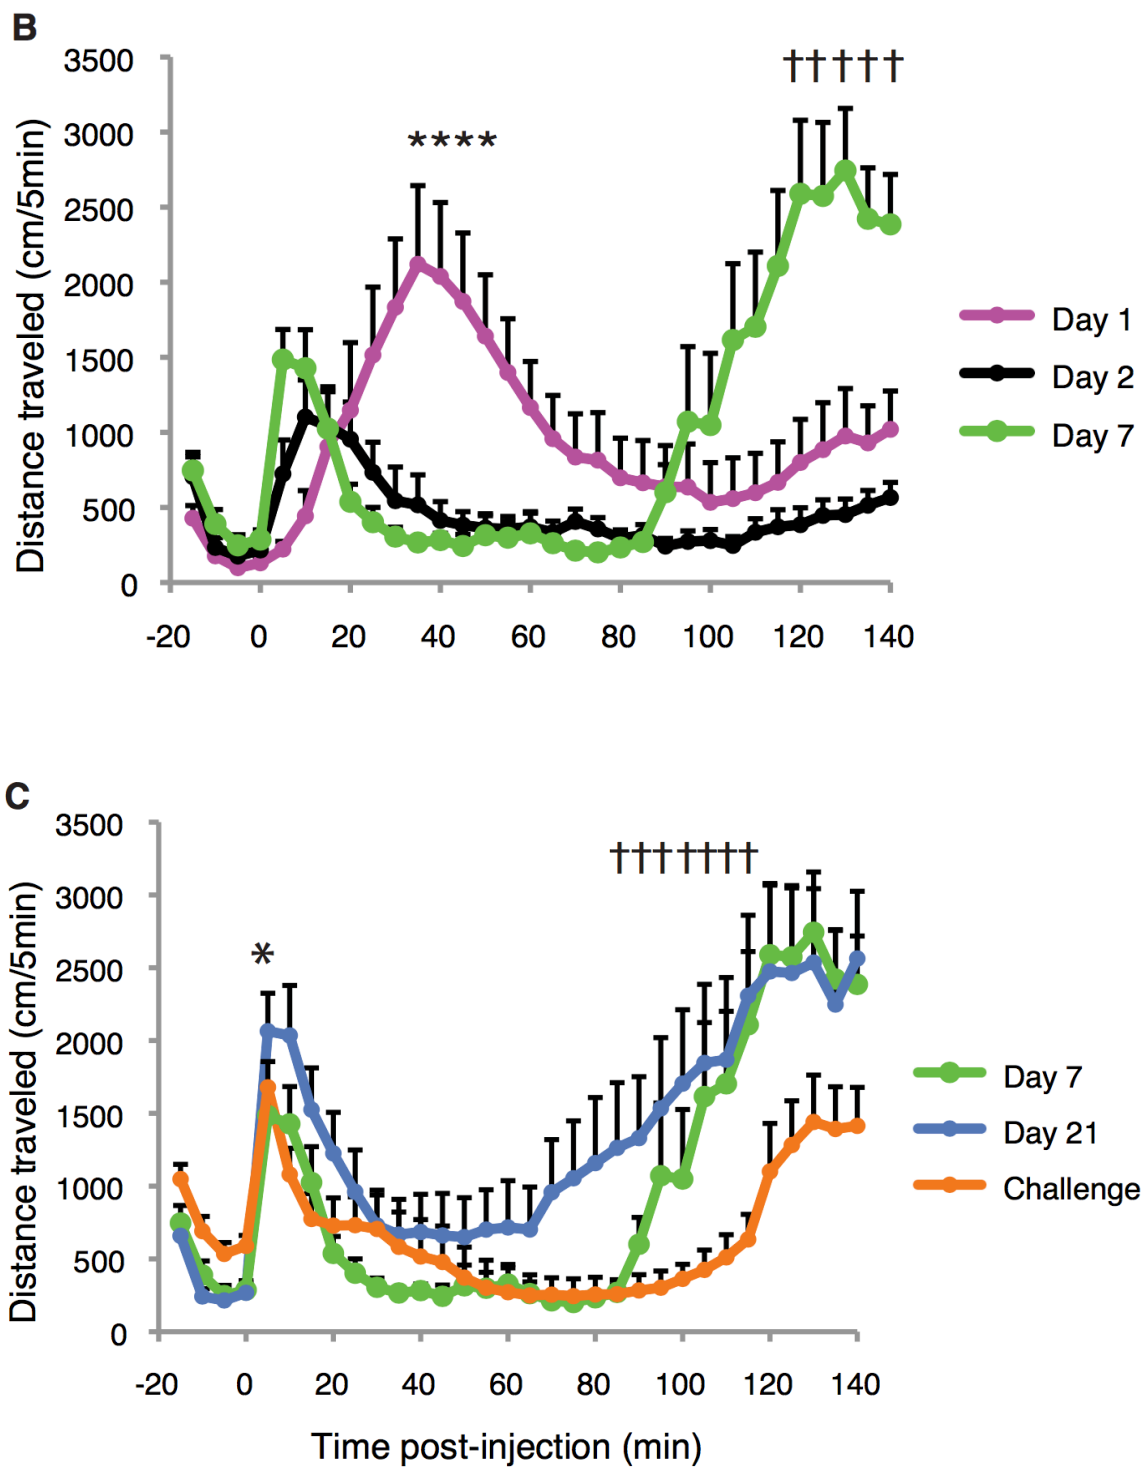 B
3500
3000
2500
2000
1500
1000
500
0
Distance traveled (cm/5min)
****
†† † † †
Day 1
Day 2
Day 7
-20 0 20 40 60 80 100 120 140
C
3500
3000
2500
2000
1500
1000
500
0
Distance traveled (cm/5min)
*
†††††††
Day 7
Day 21
Challenge
-20 0 20 40 60 80 100 120 140
Time post-injection (min)